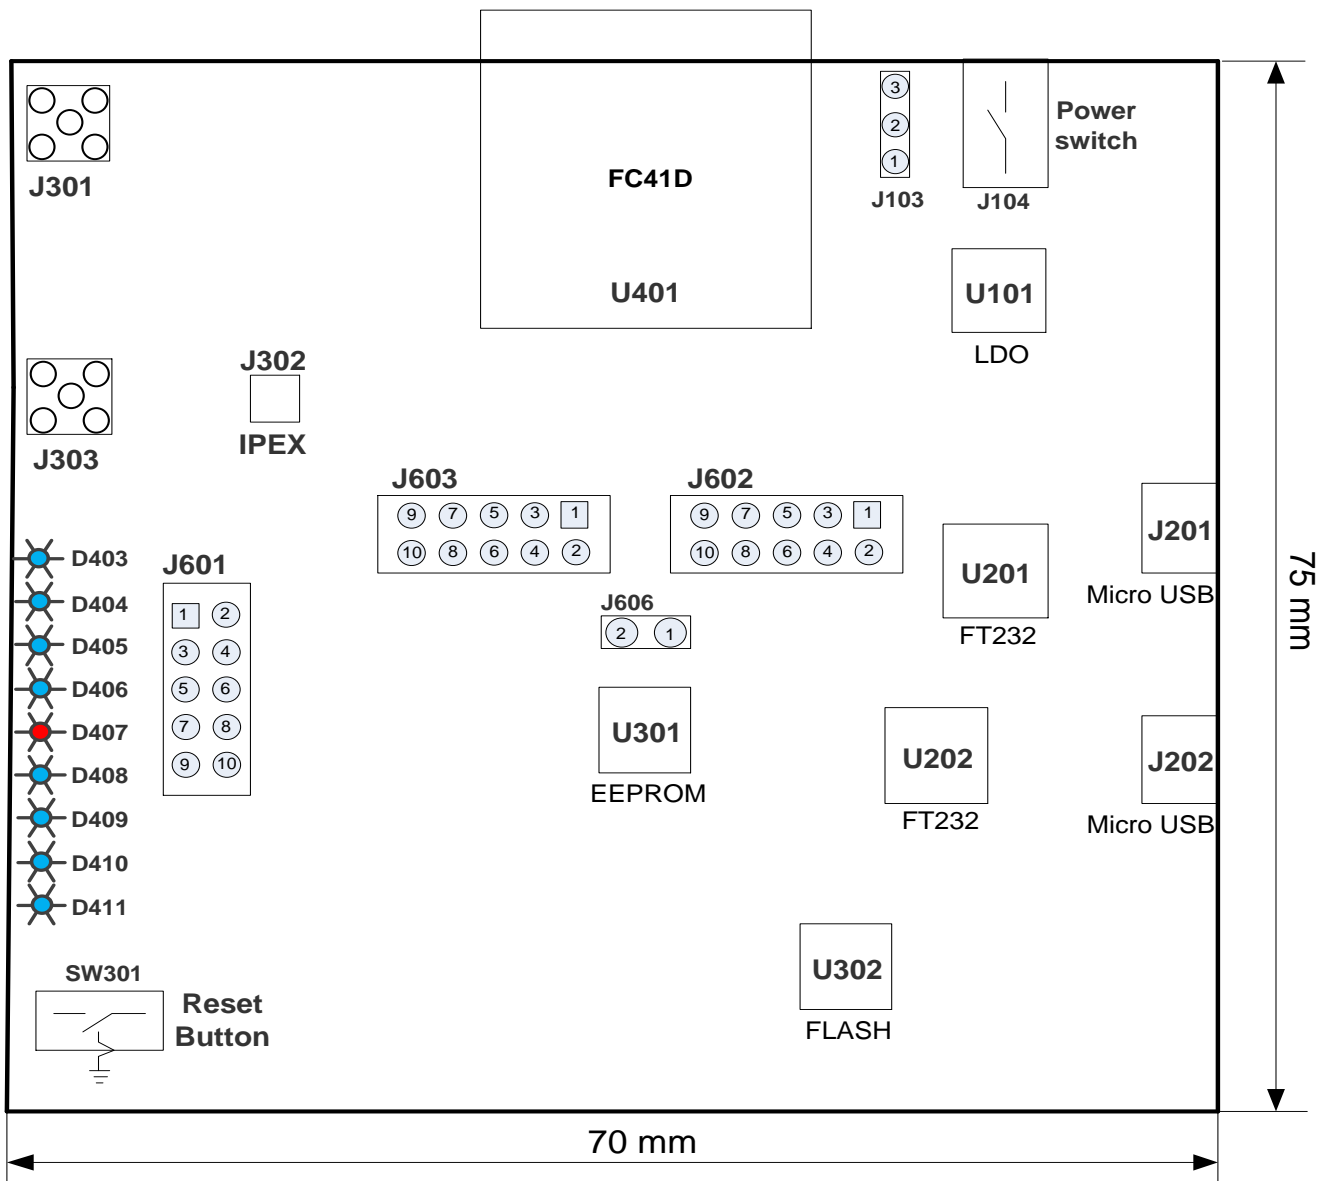 J301
FC41D
U401
3
2
1
J103
J104
Power
switch
U101
LDO
J303
J302
IPEX
J603
9 7 5 3 1
10 8 6 4 2
J602
9 7 5 3 1
10 8 6 4 2
J201
Micro USB
U201
FT232
75 mm
D403
D404
D405
D406
D407
D408
D409
D410
D411
J601
1 2
3 4
5 6
7 8
9 10
J606
2 1
U301
EEPROM
U202
FT232
J202
Micro USB
U302
FLASH
SW301
Reset
Button
70 mm